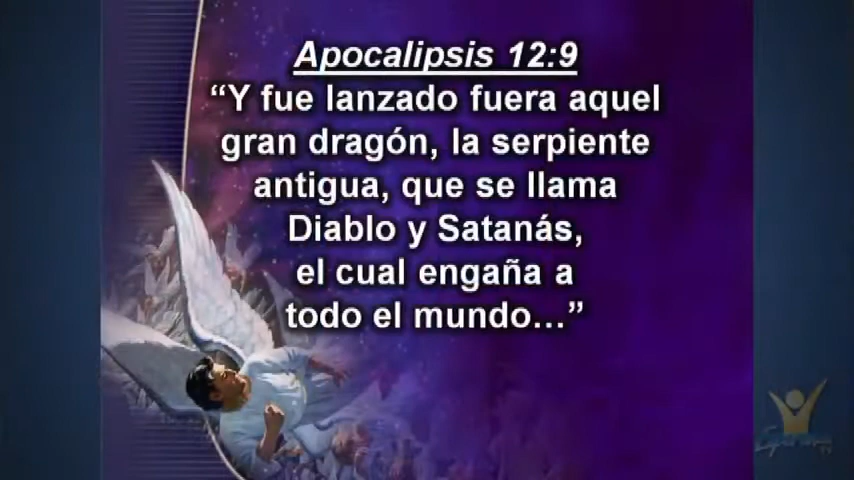 Apocalipsis 12:9
“Y fue lanzado fuera aquel
gran dragón, la serpiente
antigua, que se llama
Diablo y Satanás,
el cual engaña a
todo el mundo…”